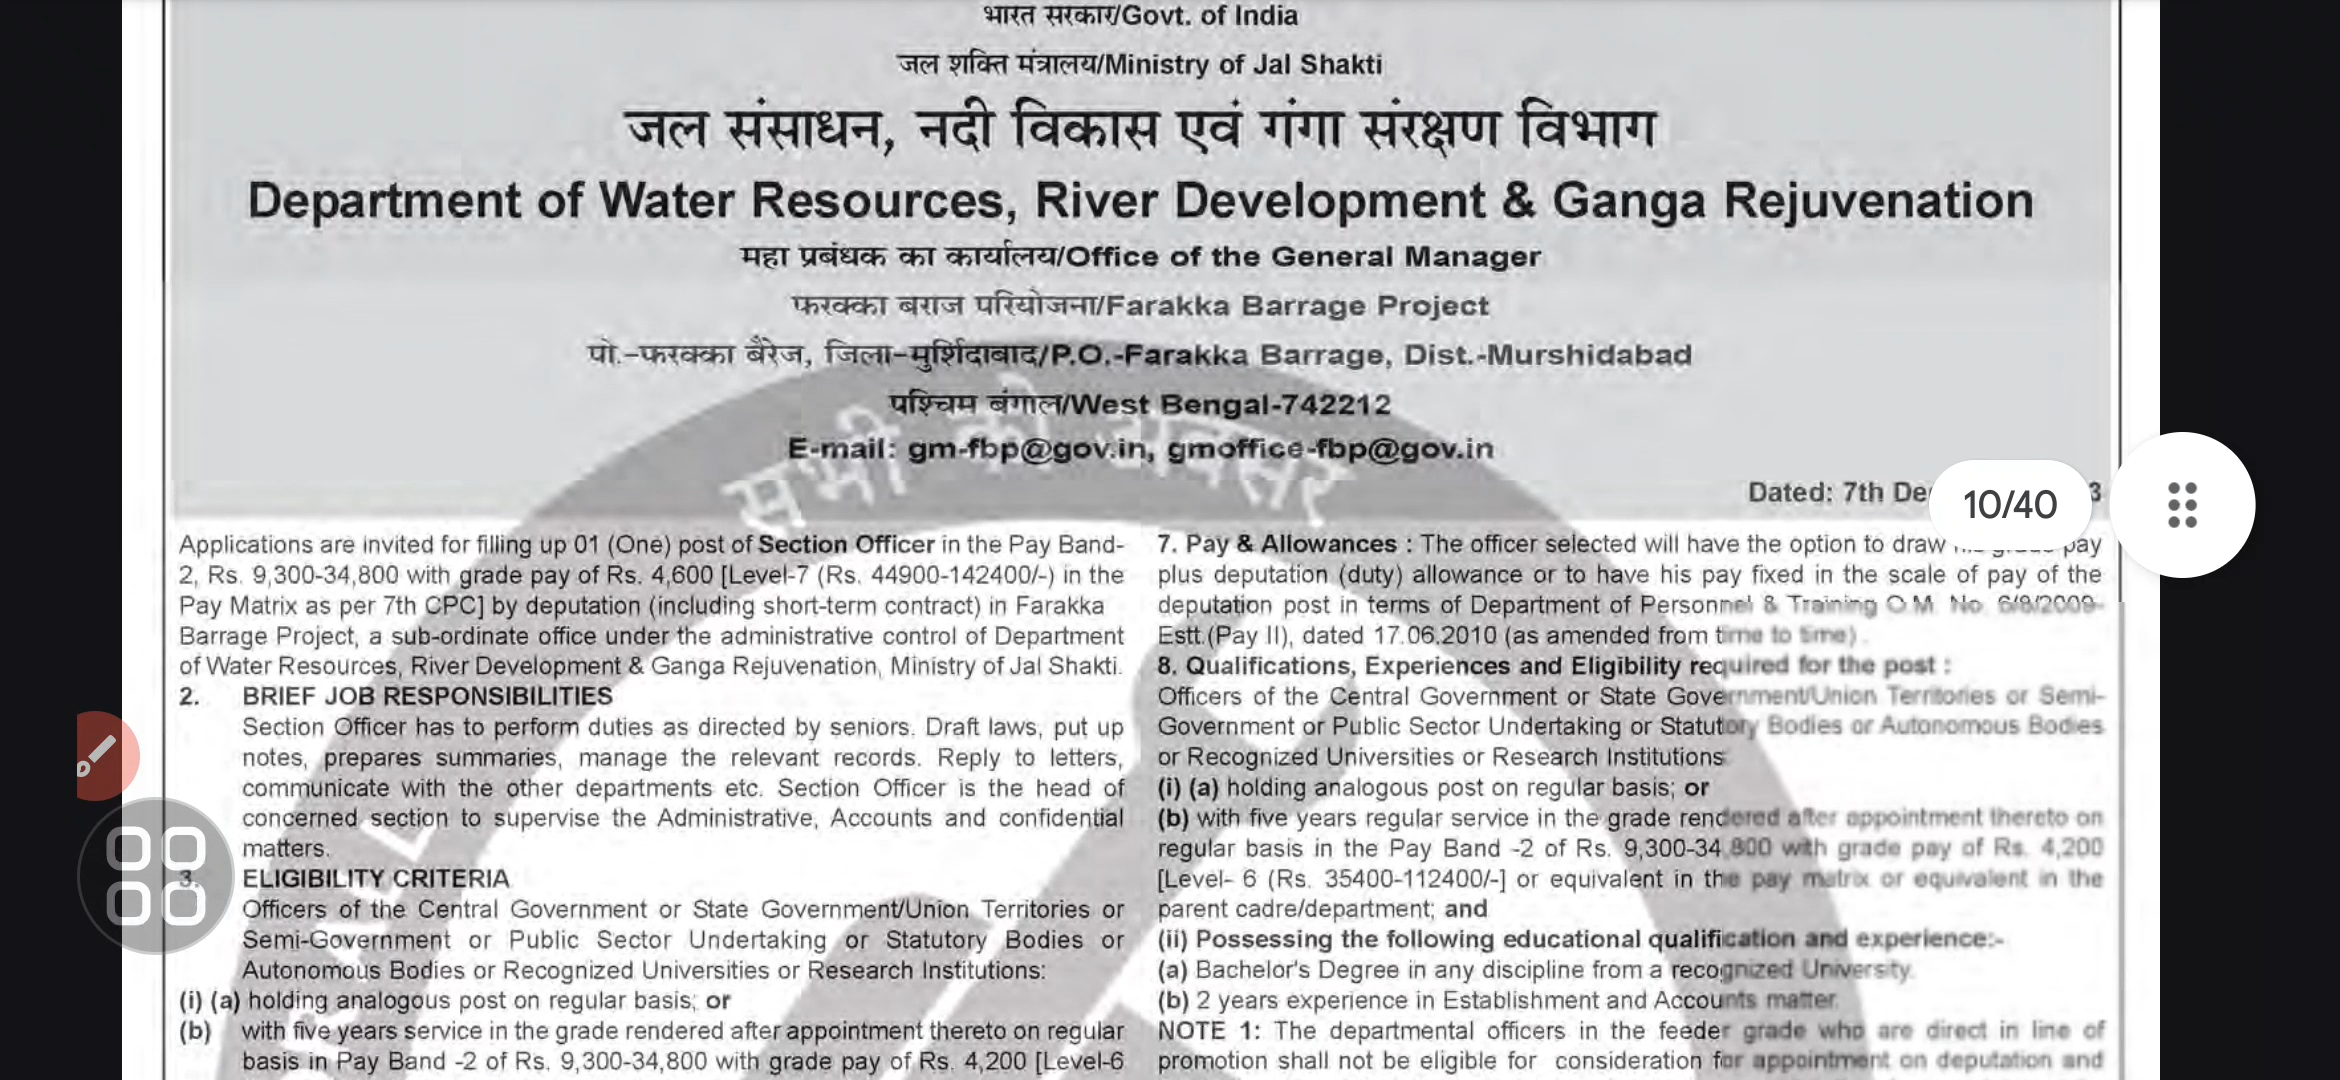 भारत सरकार/Govt. of India
जल शक्ति मंत्रालय/Ministry of Jal Shakti
जल संसाधन, नदी विकास एवं गंगा संरक्षण विभाग
Department of Water Resources, River Development & Ganga Rejuvenation
महा प्रबंधक का कार्यालय/Office of the General Manager
फरक्का बराज परियोजना/Farakka Barrage Project
पो.-फरक्का बैरेज, जिला-मुर्शिदाबाद/P.O.-Farakka Barrage, Dist.-Murshidabad
पश्चिम बंगाल/West Bengal-742212
E-mail: gm-fbp@gov.in, gmoffice-fbp@gov.in
सभी को अवसर
Dated: 7th
10/40
Applications are invited for filling up 01 (One) post of Section Officer in the Pay Band-
2, Rs. 9,300-34,800 with grade pay of Rs. 4,600 [Level-7 (Rs. 44900-142400/-) in the
Pay Matrix as per 7th CPC] by deputation (including short-term contract) in Farakka
Barrage Project, a sub-ordinate office under the administrative control of Department
of Water Resources, River Development & Ganga Rejuvenation, Ministry of Jal Shakti.
2. BRIEF JOB RESPONSIBILITIES
Section Officer has to perform duties as directed by seniors. Draft laws, put up
notes, prepares summaries, manage the relevant records. Reply to letters,
communicate with the other departments etc. Section Officer is the head of
concerned section to supervise the Administrative, Accounts and confidential
matters.
3. ELIGIBILITY CRITERIA
Officers of the Central Government or State Government/Union Territories or
Semi-Government or Public Sector Undertaking or Statutory Bodies or
Autonomous Bodies or Recognized Universities or Research Institutions:
(i) (a) holding analogous post on regular basis; or
(b) with five years service in the grade rendered after appointment thereto on regular
basis in Pay Band -2 of Rs. 9,300-34,800 with grade pay of Rs. 4,200 [Level-6
7. Pay & Allowances : The officer selected will have the option to draw pay
plus deputation (duty) allowance or to have his pay fixed in the scale of pay of the
deputation post in terms of Department of Personnel & Training O.M. No. 6/8/2009-
Estt.(Pay II), dated 17.06.2010 (as amended from time to time).
8. Qualifications, Experiences and Eligibility required for the post :
Officers of the Central Government or State Government/Union Territories or Semi-
Government or Public Sector Undertaking or Statutory Bodies or Autonomous Bodies
or Recognized Universities or Research Institutions
(i) (a) holding analogous post on regular basis; or
(b) with five years regular service in the grade rendered after appointment thereto on
regular basis in the Pay Band -2 of Rs. 9,300-34,800 with grade pay of Rs. 4,200
[Level- 6 (Rs. 35400-112400/-] or equivalent in the pay matrix or equivalent in the
parent cadre/department; and
(ii) Possessing the following educational qualification and experience:-
(a) Bachelor's Degree in any discipline from a recognized University.
(b) 2 years experience in Establishment and Accounts matter.
NOTE 1: The departmental officers in the feeder grade who are direct in line of
promotion shall not be eligible for consideration for appointment on deputation and